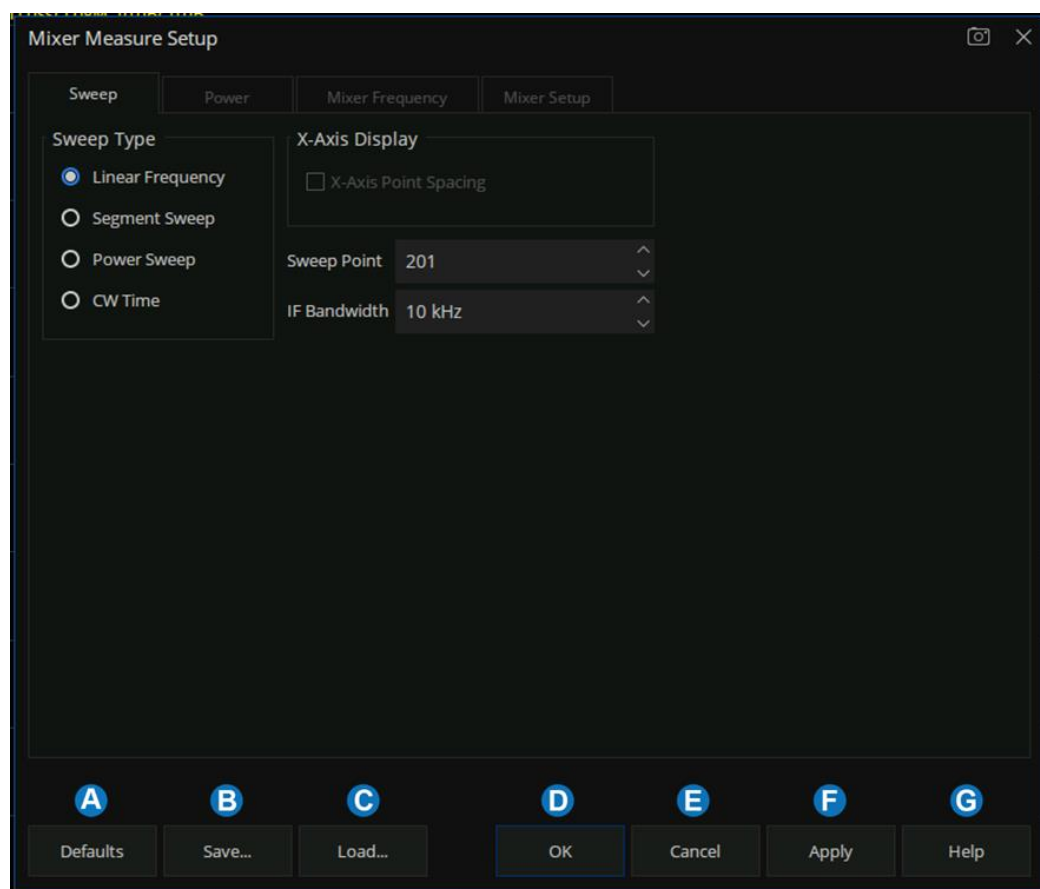 Mixer Measure Setup
Sweep Power Mixer Frequency Mixer Setup
Sweep Type
Linear Frequency
Segment Sweep
Power Sweep
CW Time
X-Axis Display
X-Axis Point Spacing
Sweep Point 201
IF Bandwidth 10 kHz
A B C D E F G
Defaults Save... Load... OK Cancel Apply Help